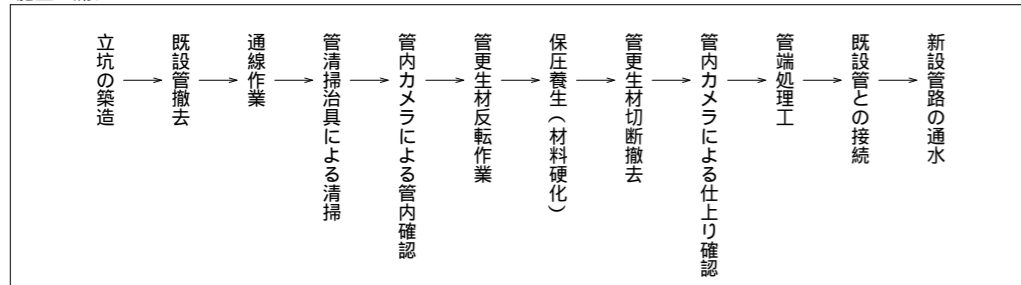 立坑の築造
既設管撤去
通線作業
管清掃治具による清掃
管内カメラによる管内確認
管更生材反転作業
保圧養生(材料硬化)
管更生材切断撤去
管内カメラによる仕上り確認
管端処理工
既設管との接続
新設管路の通水